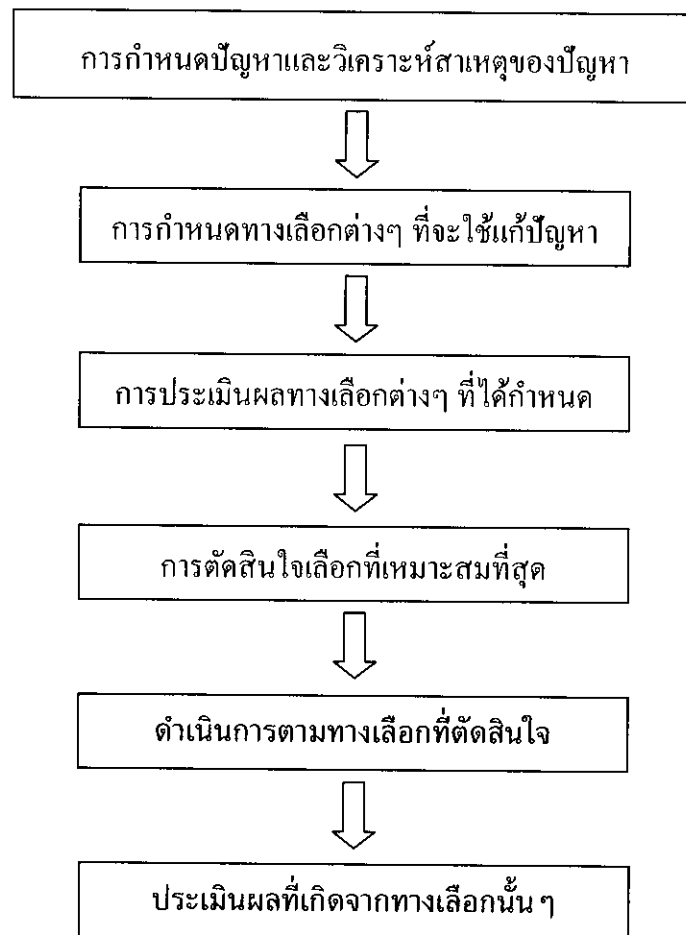 การกำหนดปัญหาและวิเคราะห์สาเหตุของปัญหา
การกำหนดทางเลือกต่างๆ ที่จะใช้แก้ปัญหา
การประเมินผลทางเลือกต่างๆ ที่ได้กำหนด
การตัดสินใจเลือกที่เหมาะสมที่สุด
ดำเนินการตามทางเลือกที่ตัดสินใจ
ประเมินผลที่เกิดจากทางเลือกนั้น ๆ